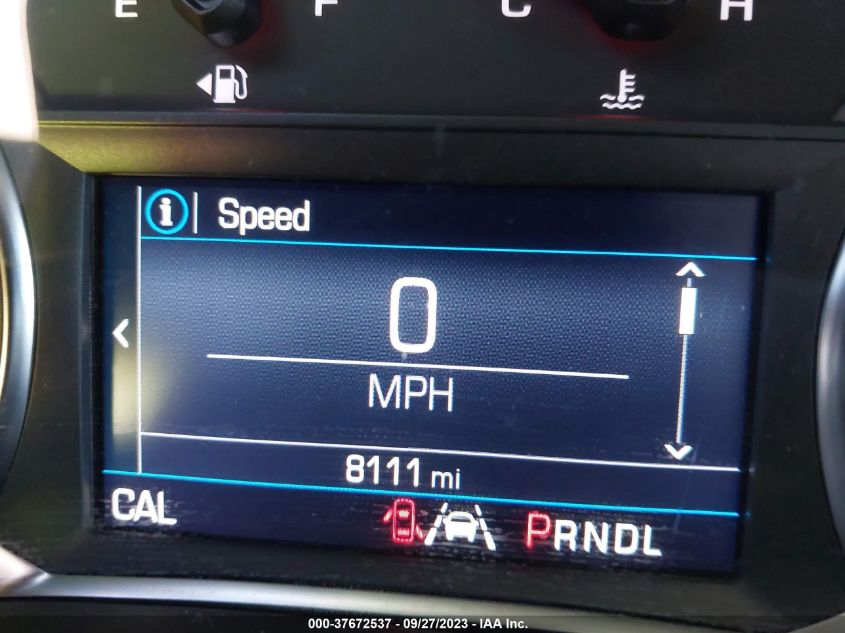 E F C H
Speed
0
MPH
8111 mi
CAL
PRNDL
000-37672537 - 09/27/2023 - IAA Inc.